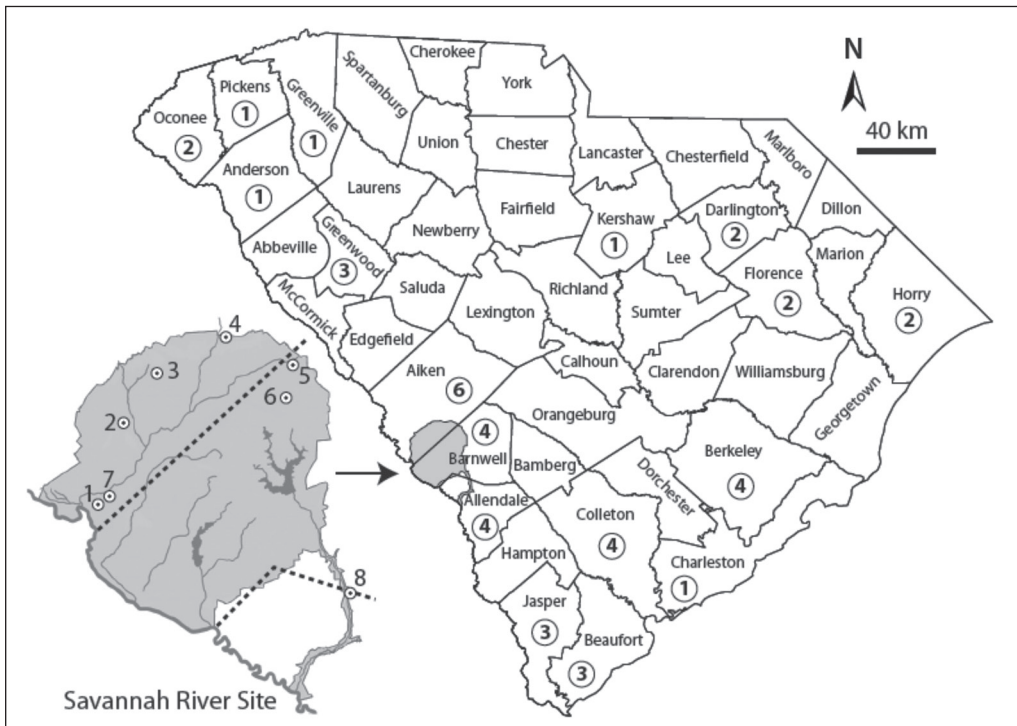 Cherokee
N
Spartanburg
York
Pickens
1
Greenville
1
Oconee
2
40 km
Union
Chester
Lancaster
Chesterfield
Marlboro
Anderson
1
Laurens
Fairfield
Kershaw
1
Darlington
2
Dillon
Abbeville
Greenwood
3
Newberry
Lee
Marion
Florence
2
Horry
2
McCormick
Saluda
Richland
Edgefield
Lexington
Sumter
4
Calhoun
Clarendon
Williamsburg
Georgetown
3
5
Aiken
6
6
Orangeburg
2
4
Barnwell
Bamberg
Berkeley
4
Dorchester
7
1
Allendale
4
Colleton
4
Hampton
Charleston
1
8
Jasper
3
Beaufort
3
Savannah River Site